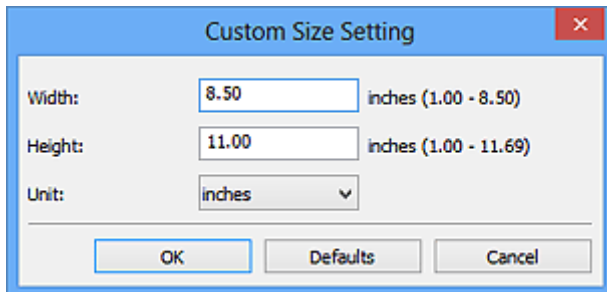 Custom Size Setting
Width: 8.50 inches (1.00 - 8.50)
Height: 11.00 inches (1.00 - 11.69)
Unit: inches
OK Defaults Cancel